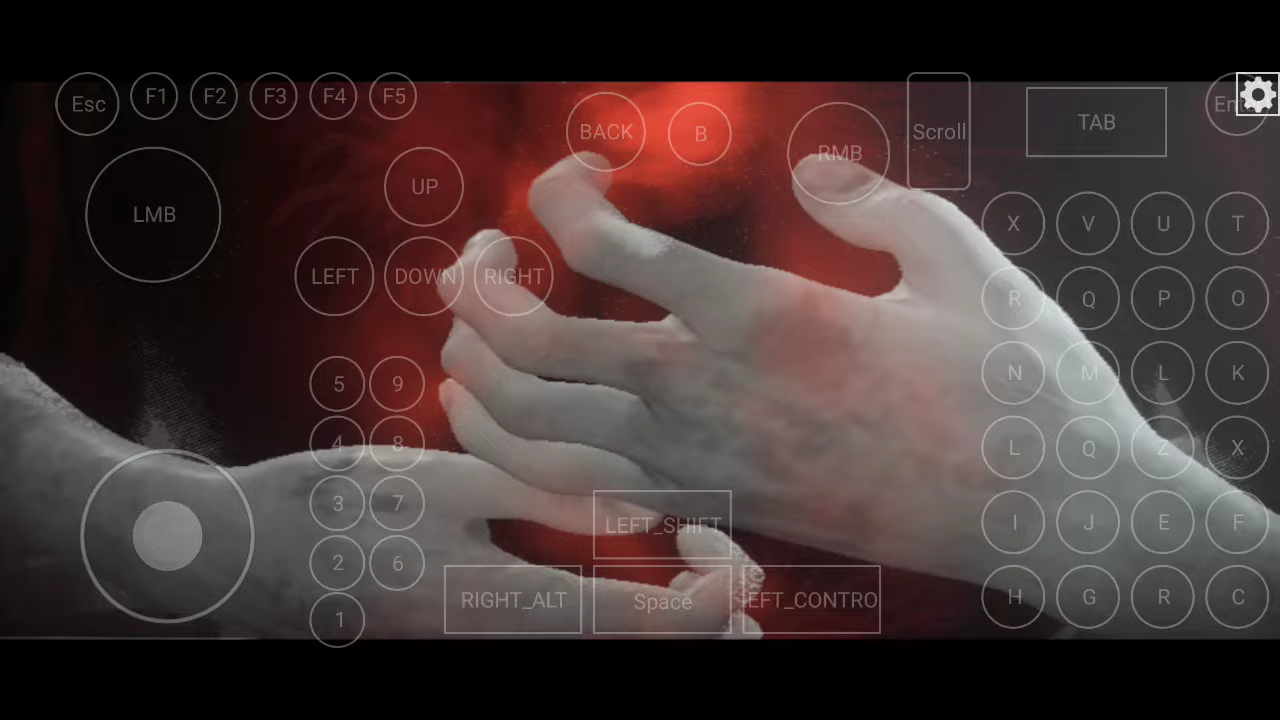 Esc
F1
F2
F3
F4
F5
BACK
B
RMB
Scroll
TAB
En
LMB
UP
LEFT
DOWN
RIGHT
X
V
U
T
R
Q
P
O
5
9
N
M
L
K
4
8
L
Q
Z
X
3
7
LEFT_SHIFT
I
J
E
F
2
6
RIGHT_ALT
Space
EFT_CONTRO
H
G
R
C
1